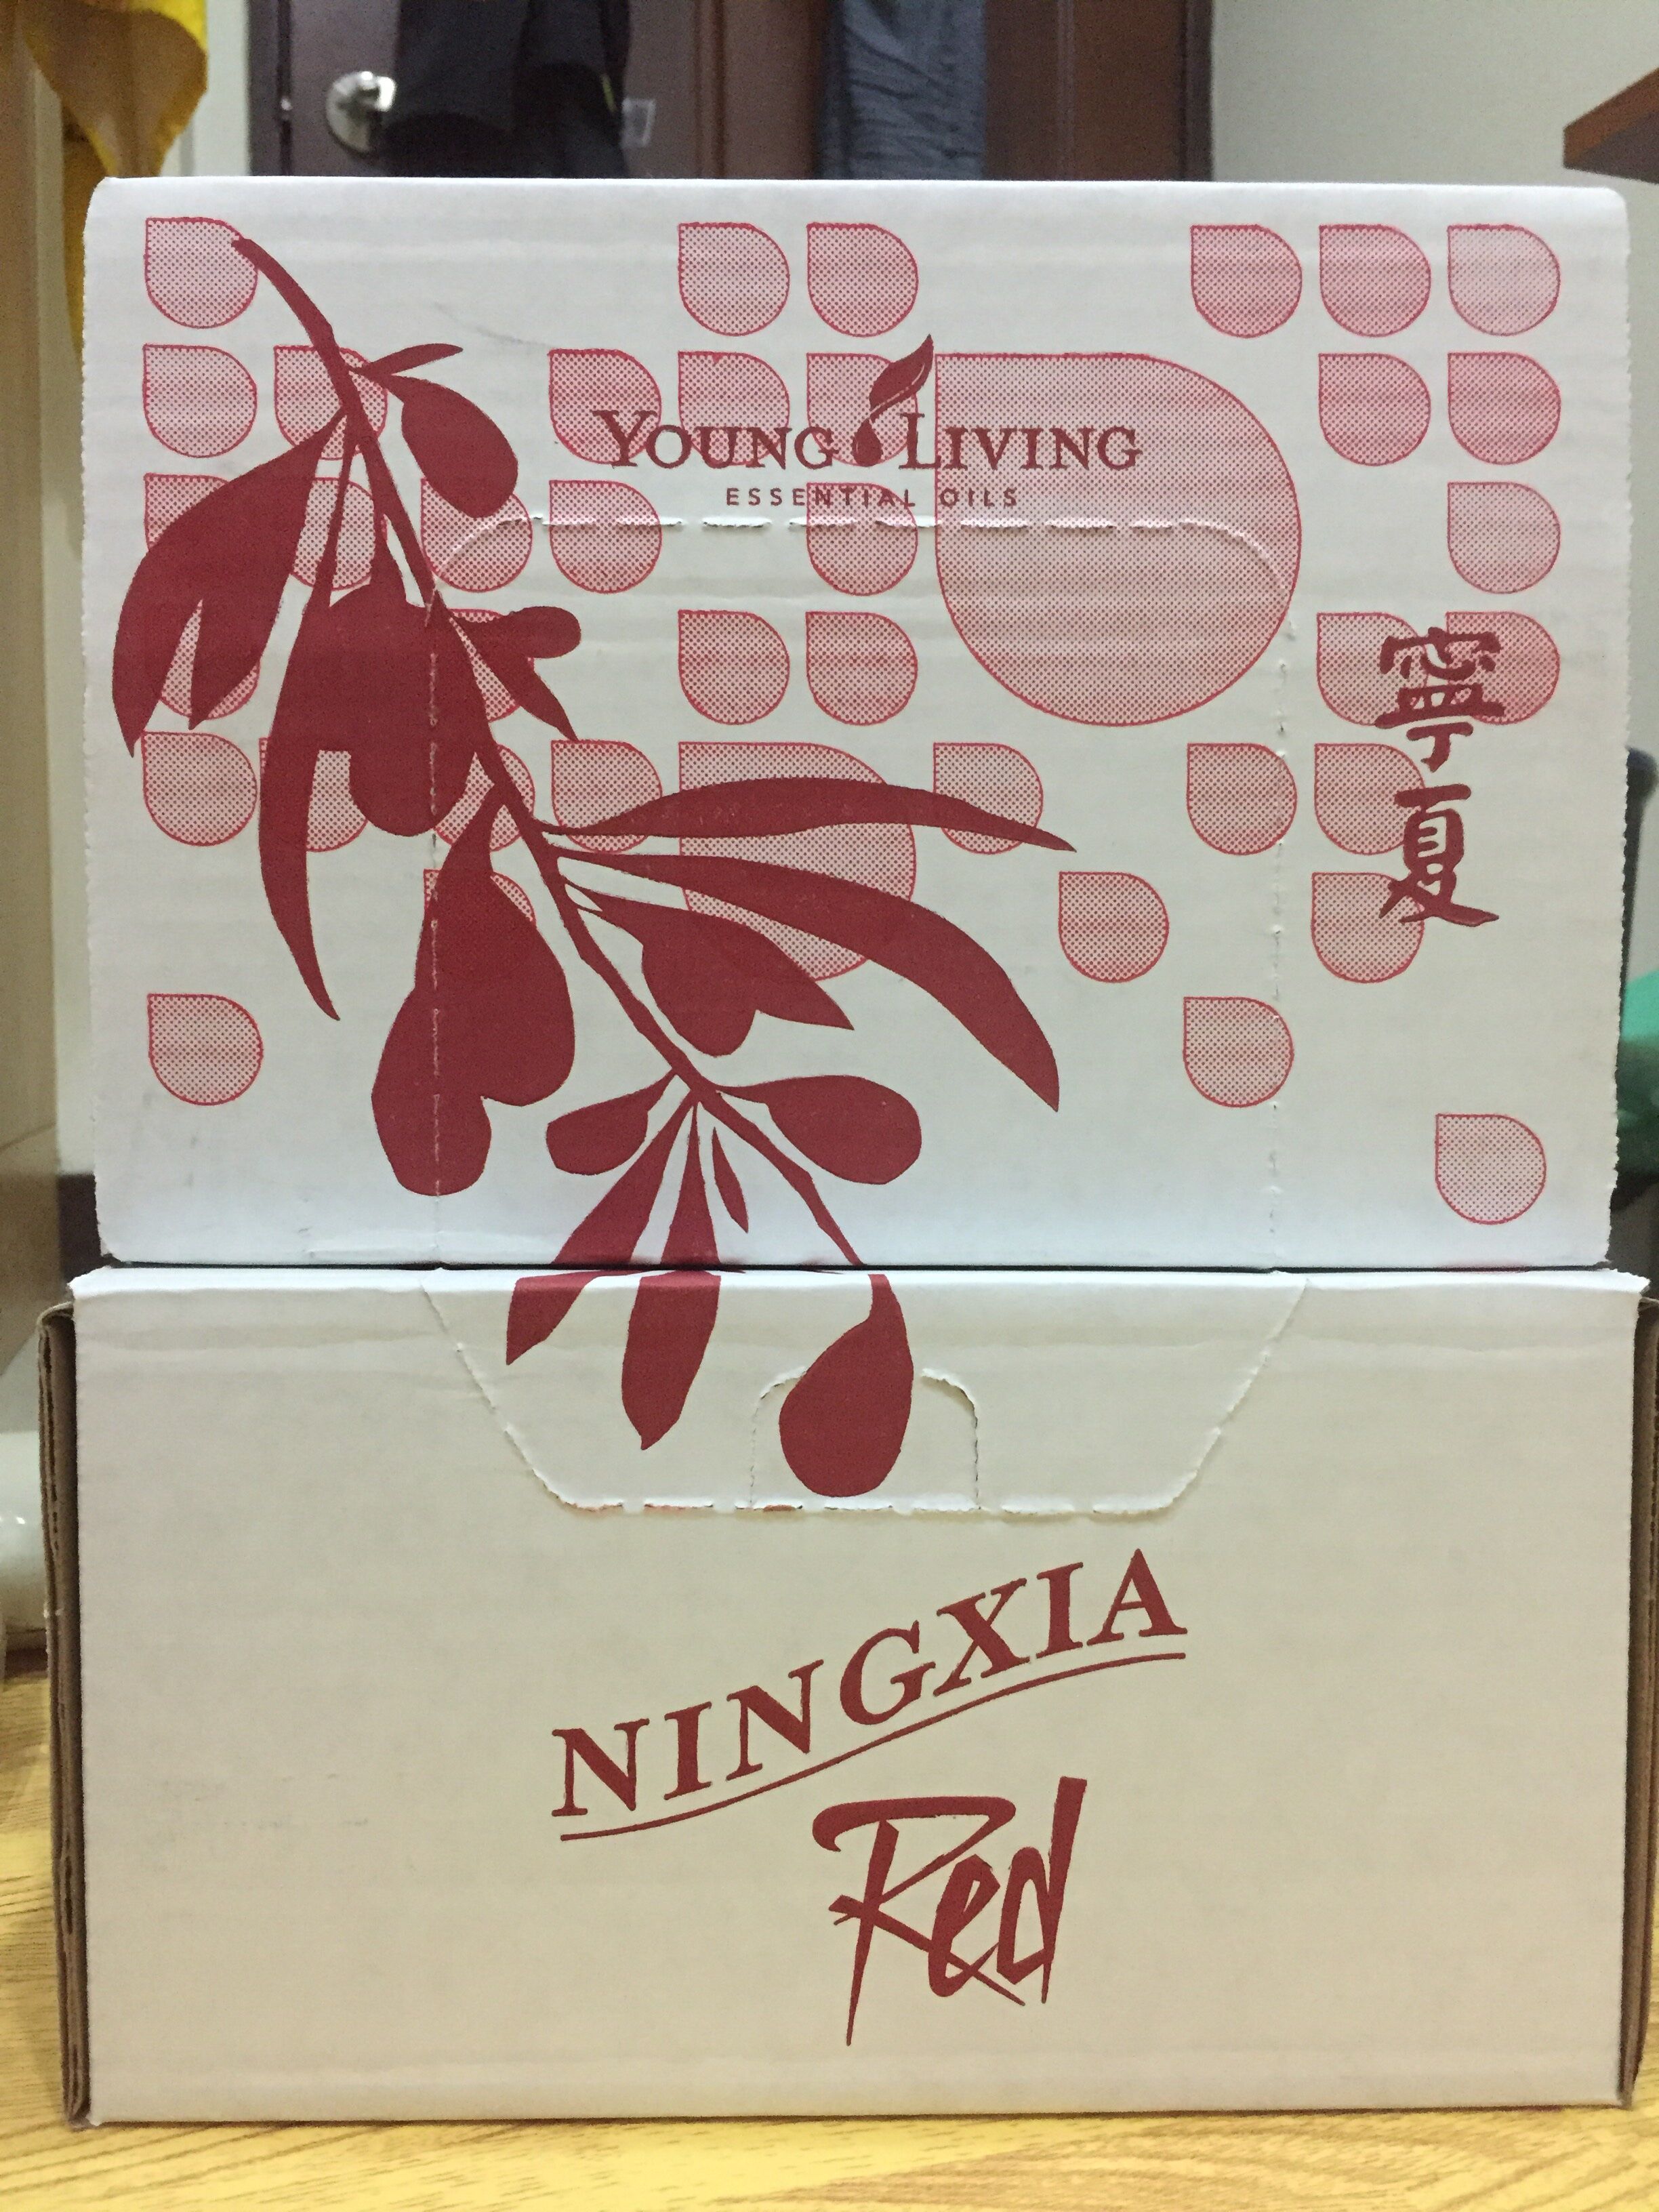 YOUNG LIVING
ESSENTIAL OILS
寧夏
NINGXIA
Red